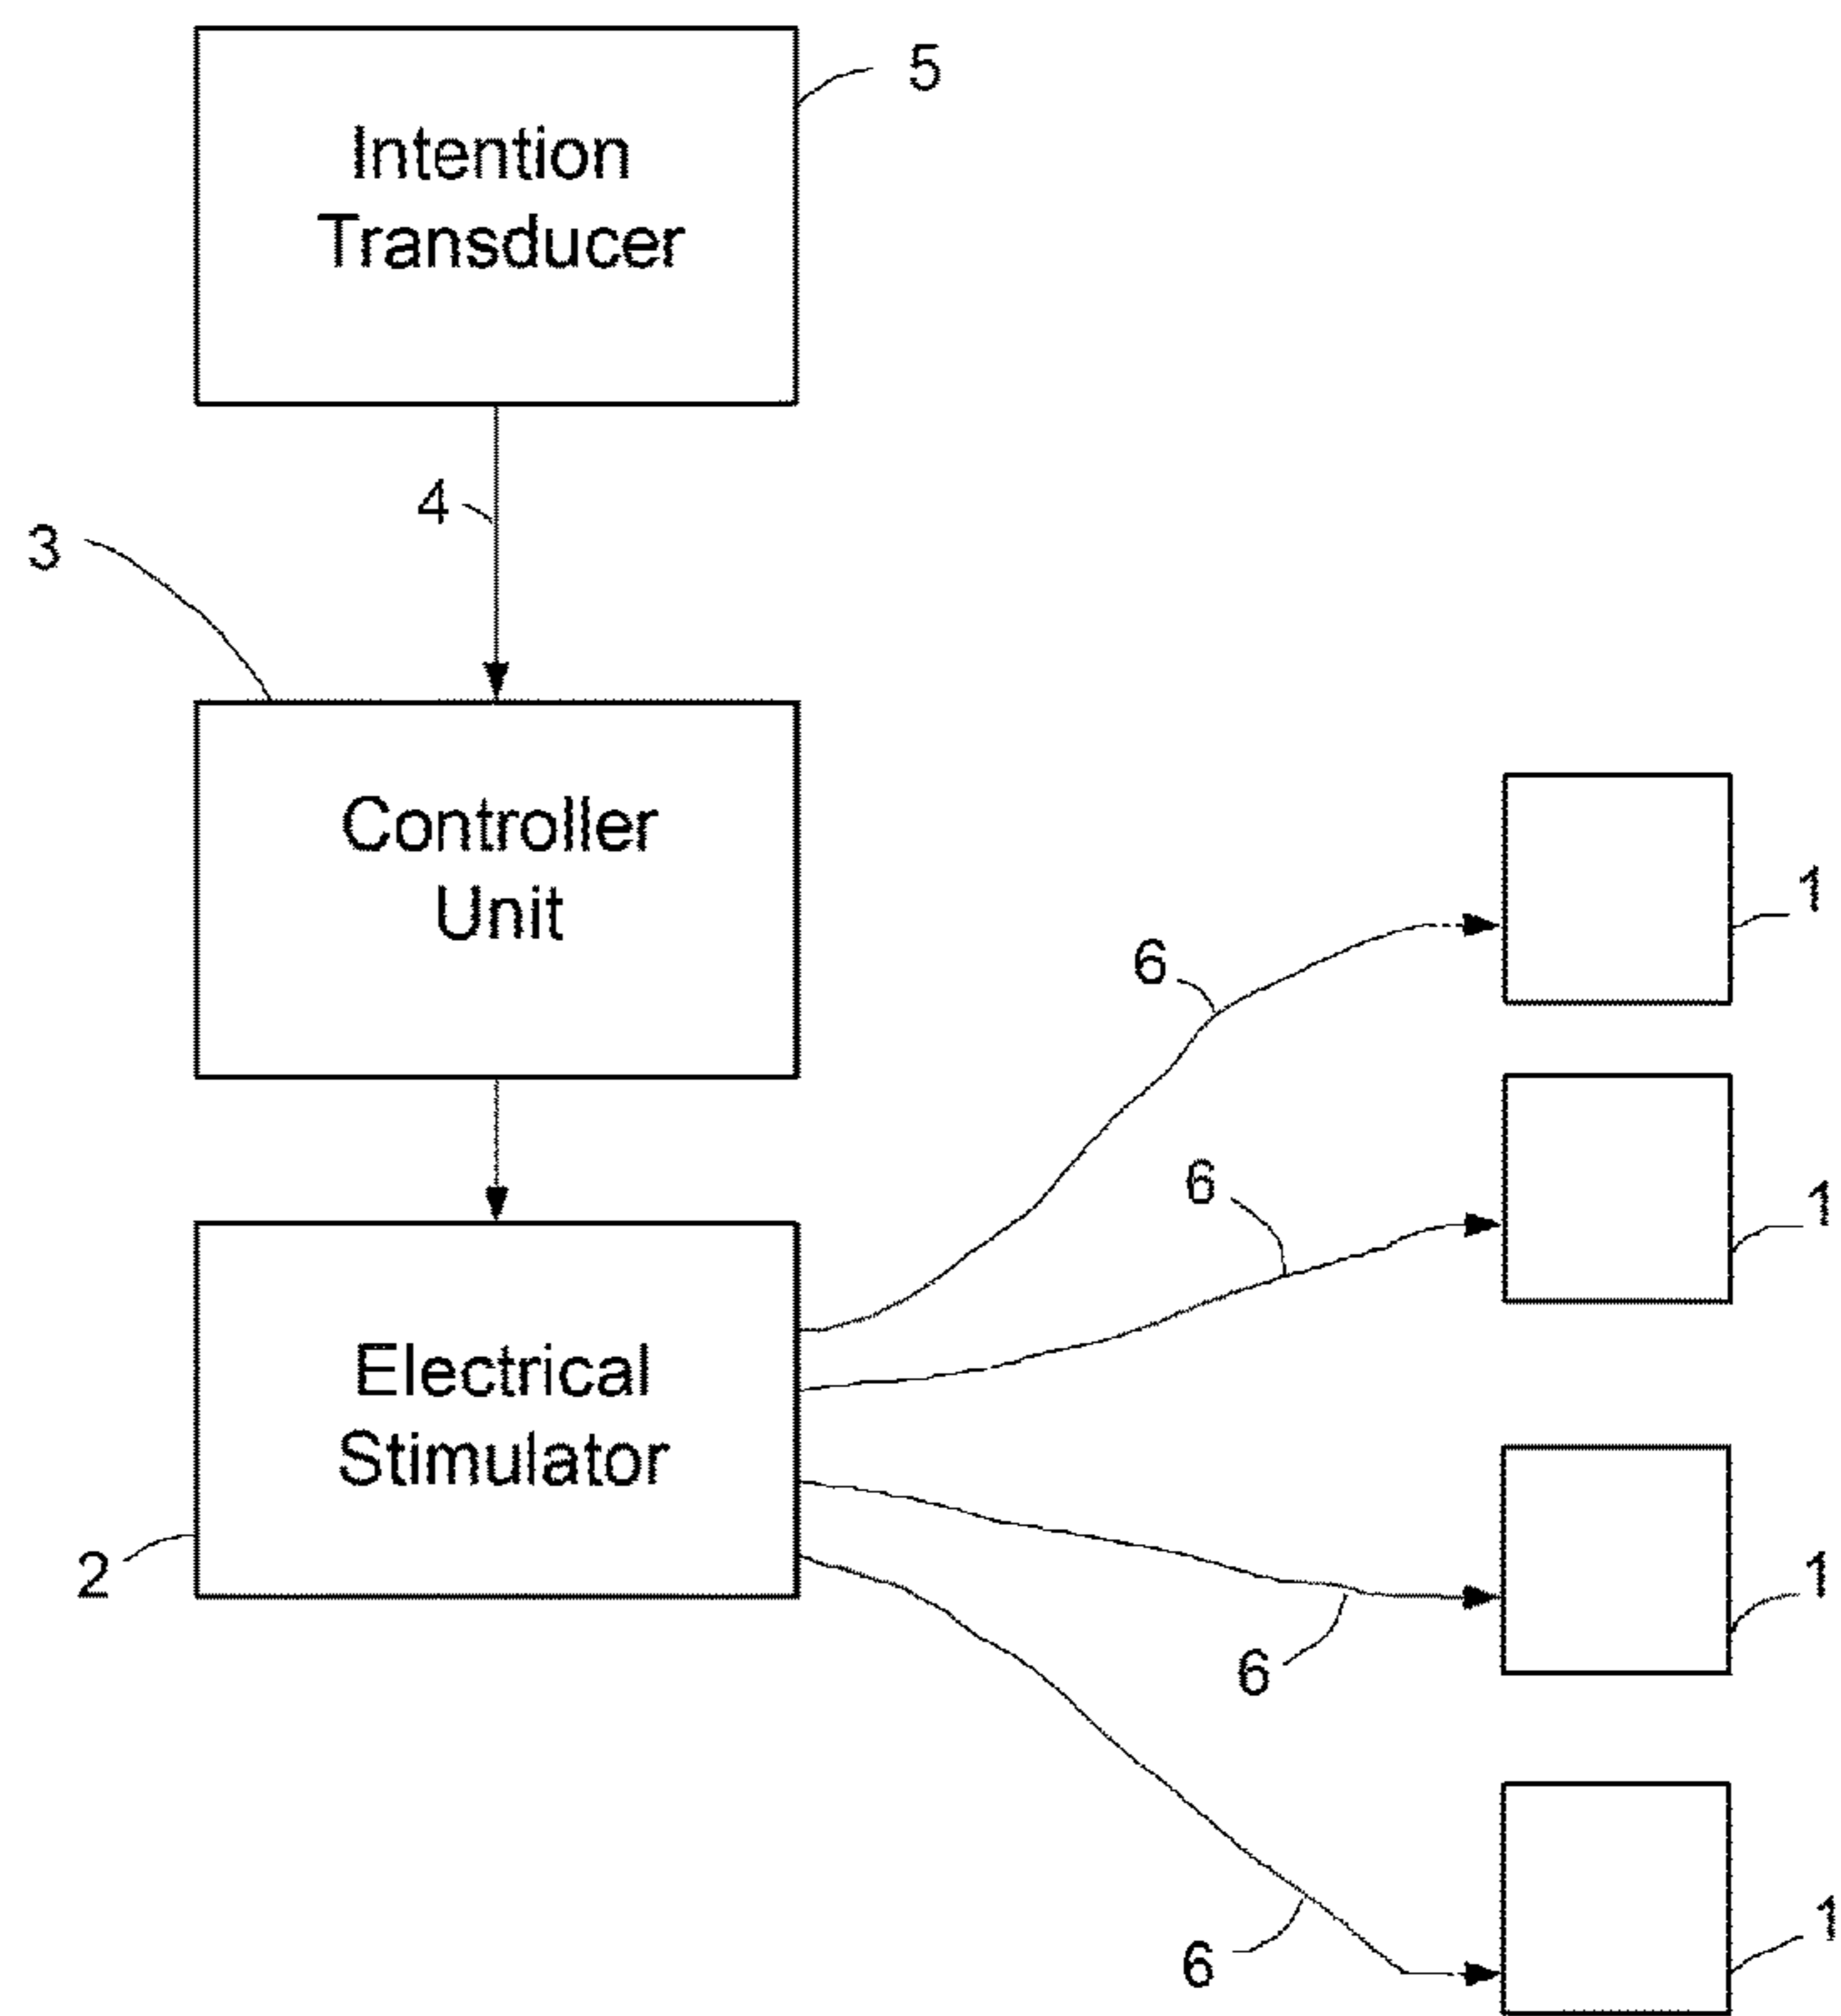 5
Intention
Transducer
4
3
Controller
Unit
1
6
6
1
Electrical
Stimulator
2
1
6
1
6